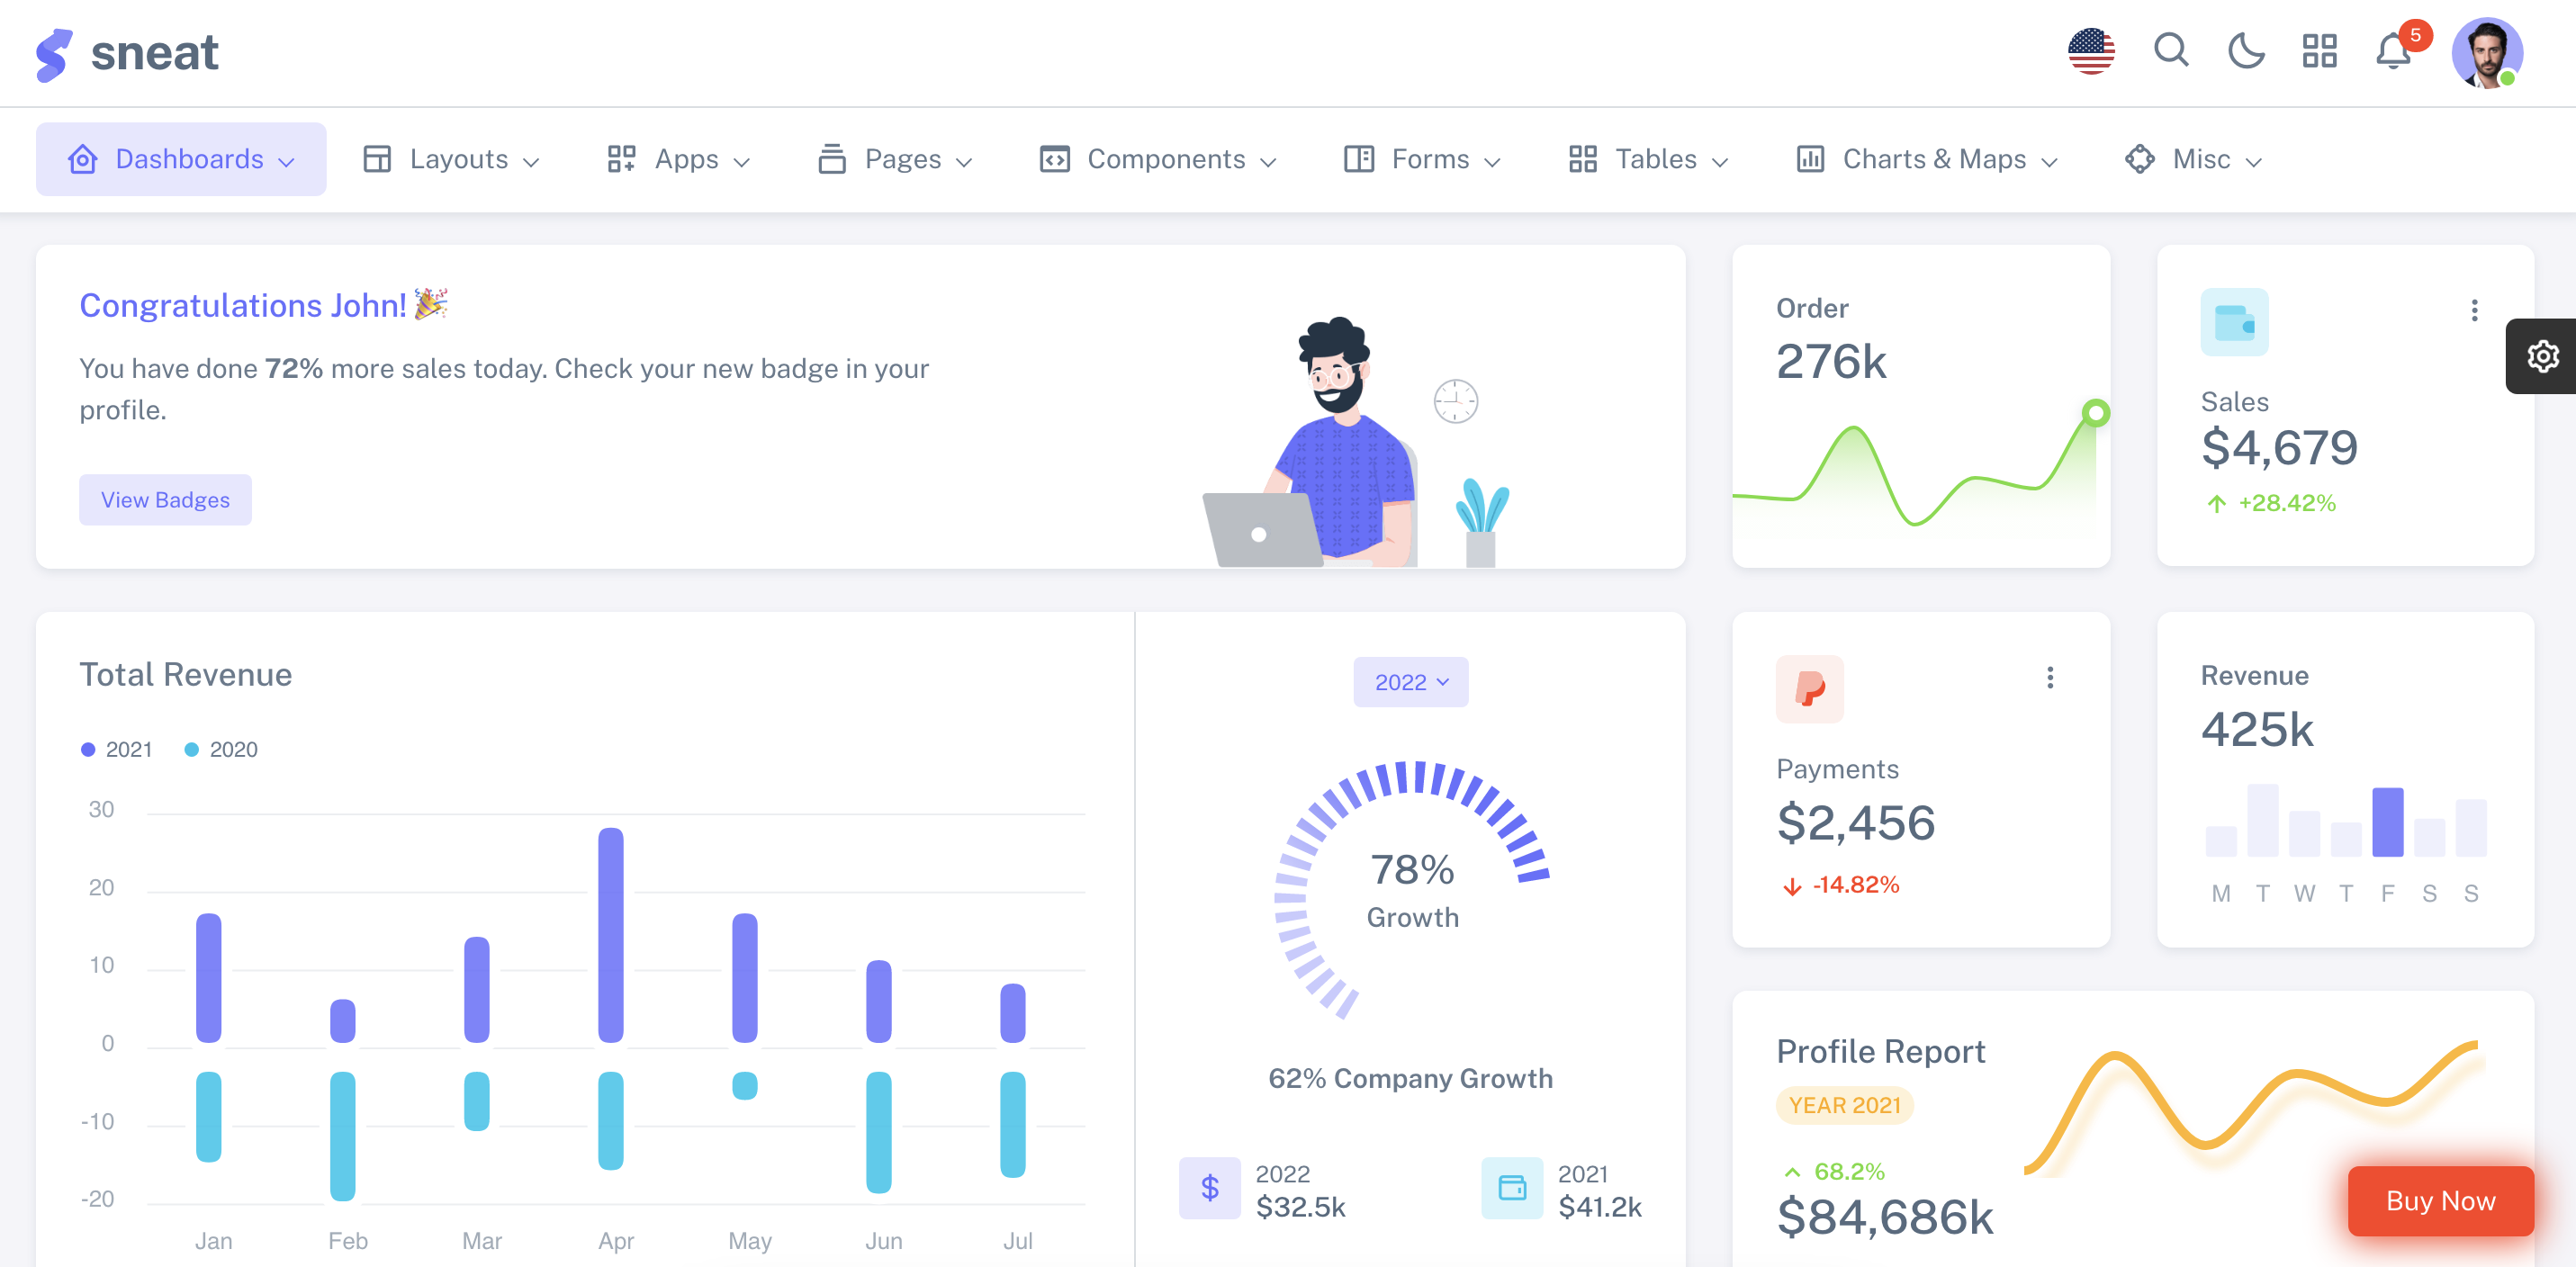 sneat
5
Dashboards
Layouts
Apps
Pages
Components
Forms
Tables
Charts & Maps
Misc
Congratulations John! 🎉
You have done 72% more sales today. Check your new badge in your
profile.
View Badges
Order
276k
Sales
$4,679
+28.42%
Total Revenue
2021
2020
30
20
10
0
-10
-20
Jan
Feb
Mar
Apr
May
Jun
Jul
2022
78%
Growth
62% Company Growth
$
2022
$32.5k
2021
$41.2k
Payments
$2,456
-14.82%
Revenue
425k
M T W T F S S
Profile Report
YEAR 2021
68.2%
$84,686k
Buy Now